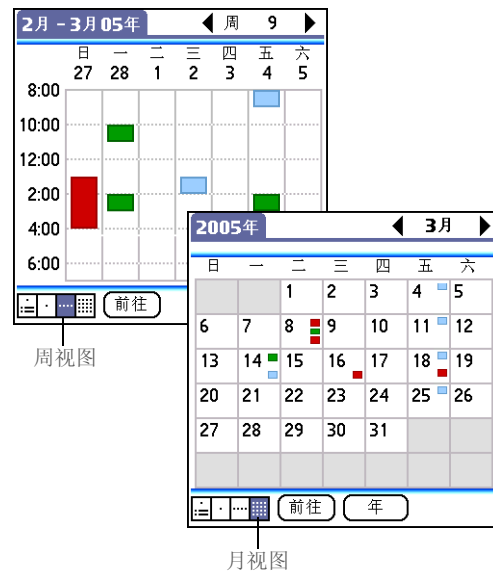 2月 – 3月 05年 周 9
日 一 二 三 四 五 六
27 28 1 2 3 4 5
8:00
10:00
12:00
2:00
4:00
6:00
前往
周视图
2005年 3月
日 一 二 三 四 五 六
1 2 3 4 5
6 7 8 9 10 11 12
13 14 15 16 17 18 19
20 21 22 23 24 25 26
27 28 29 30 31
前往 年
月视图